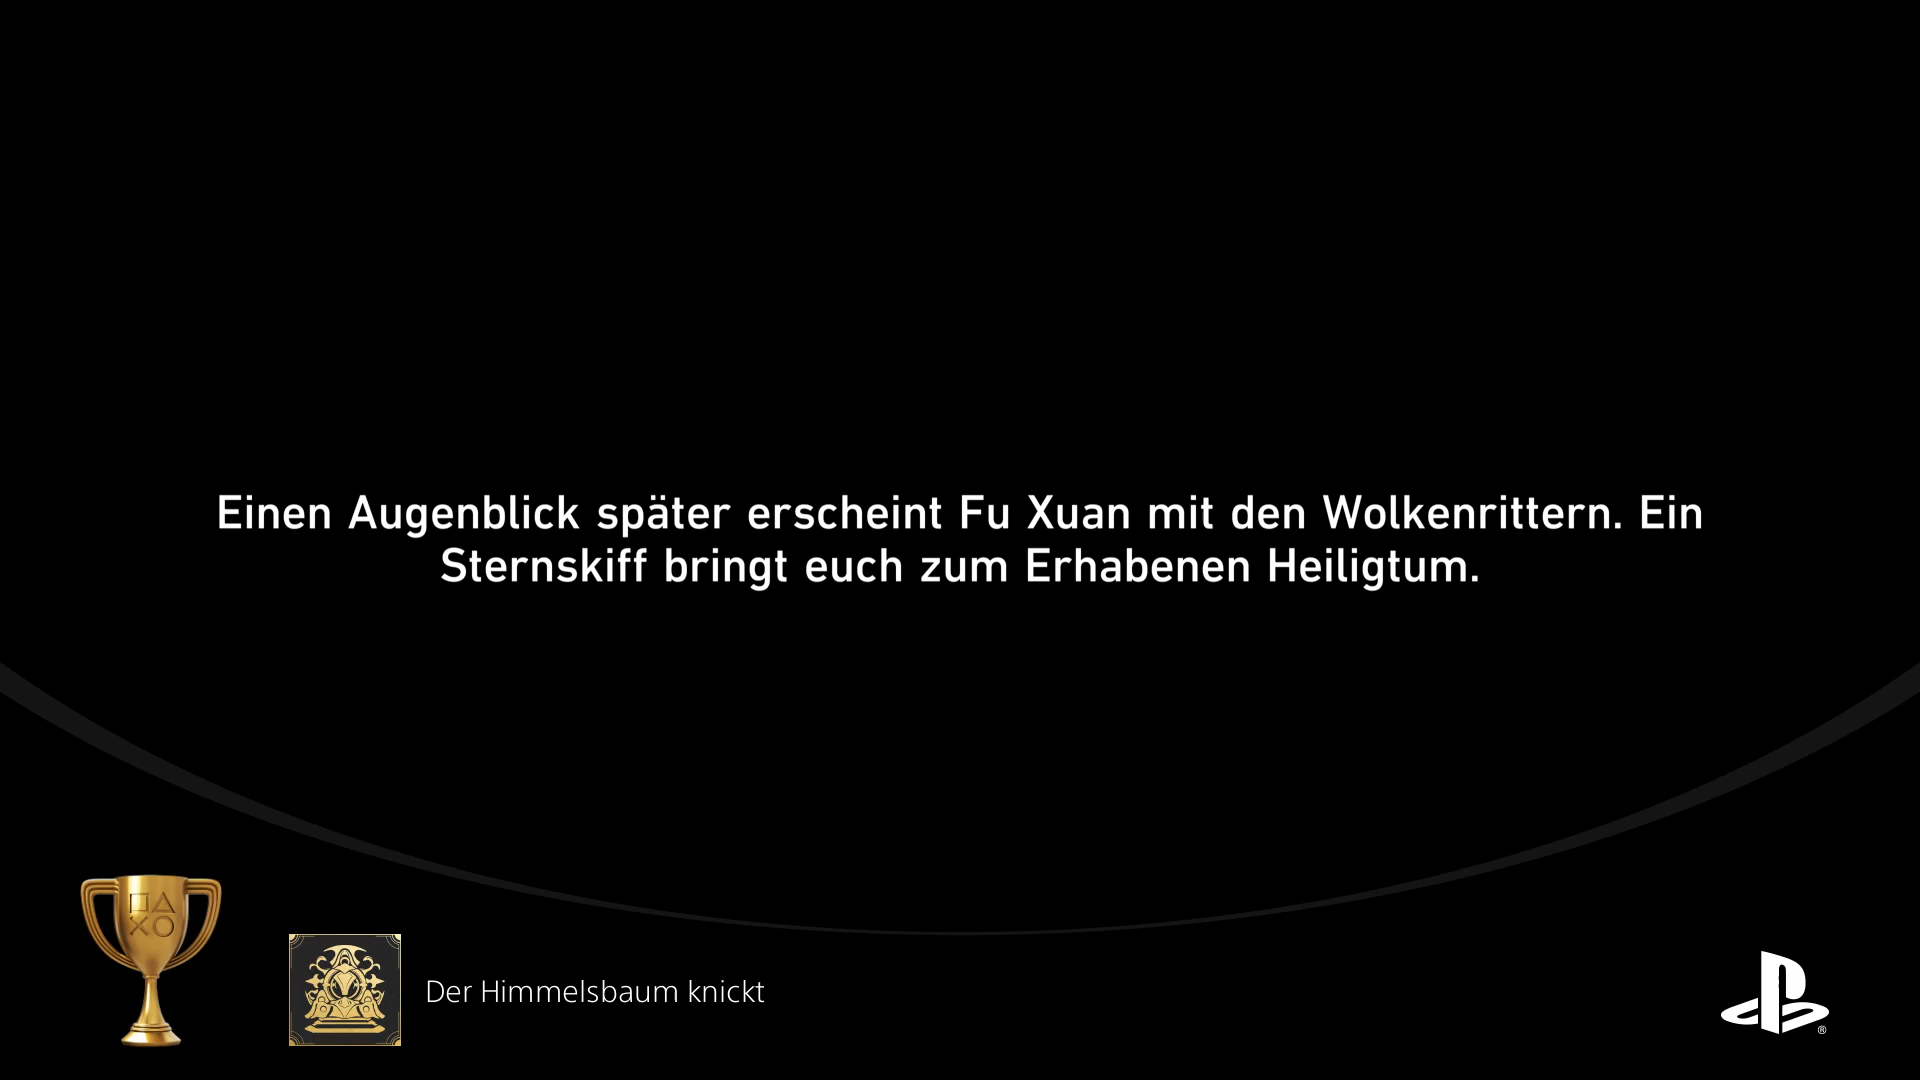 Einen Augenblick später erscheint Fu Xuan mit den Wolkenrittern. Ein
Sternskiff bringt euch zum Erhabenen Heiligtum.
Der Himmelsbaum knickt
®